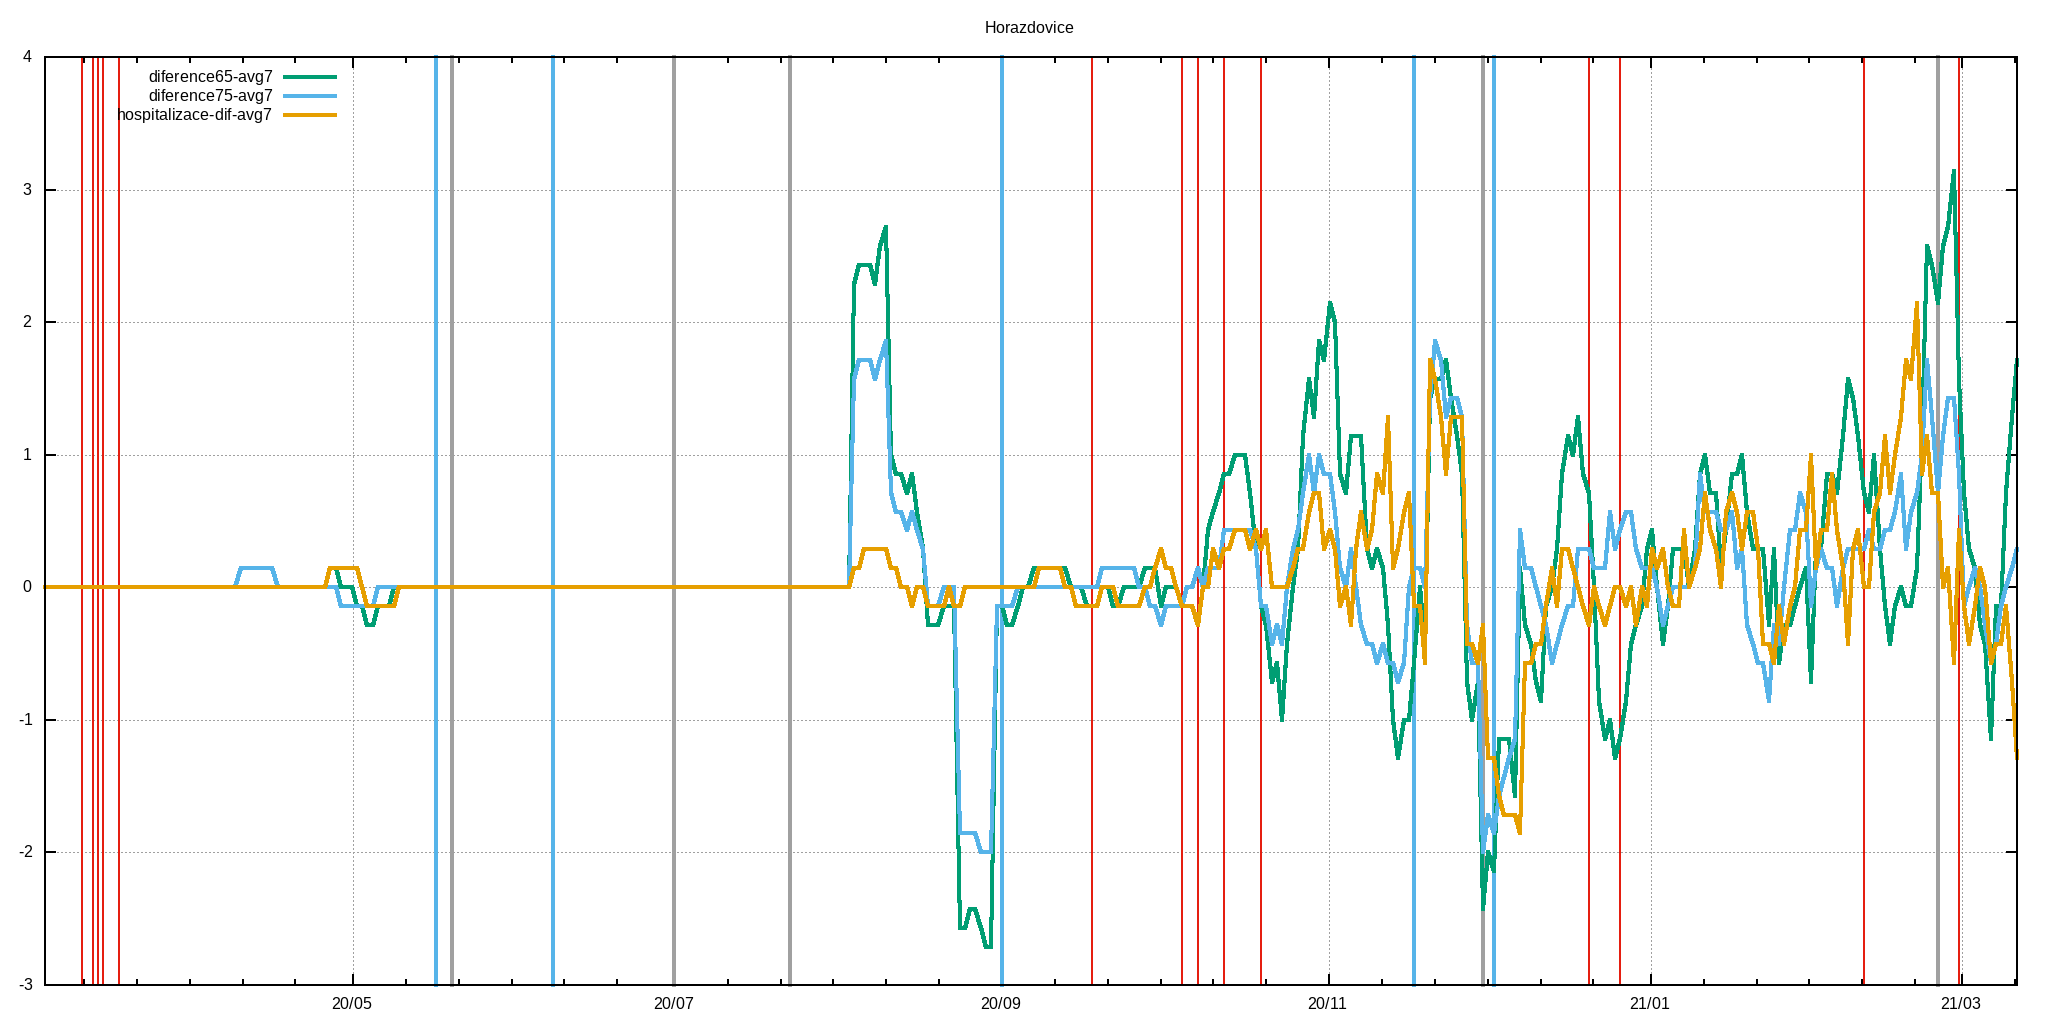 Horazdovice
4
diference65-avg7
diference75-avg7
hospitalizace-dif-avg7
3
2
1
0
-1
-2
-3
20/05 20/07 20/09 20/11 21/01 21/03